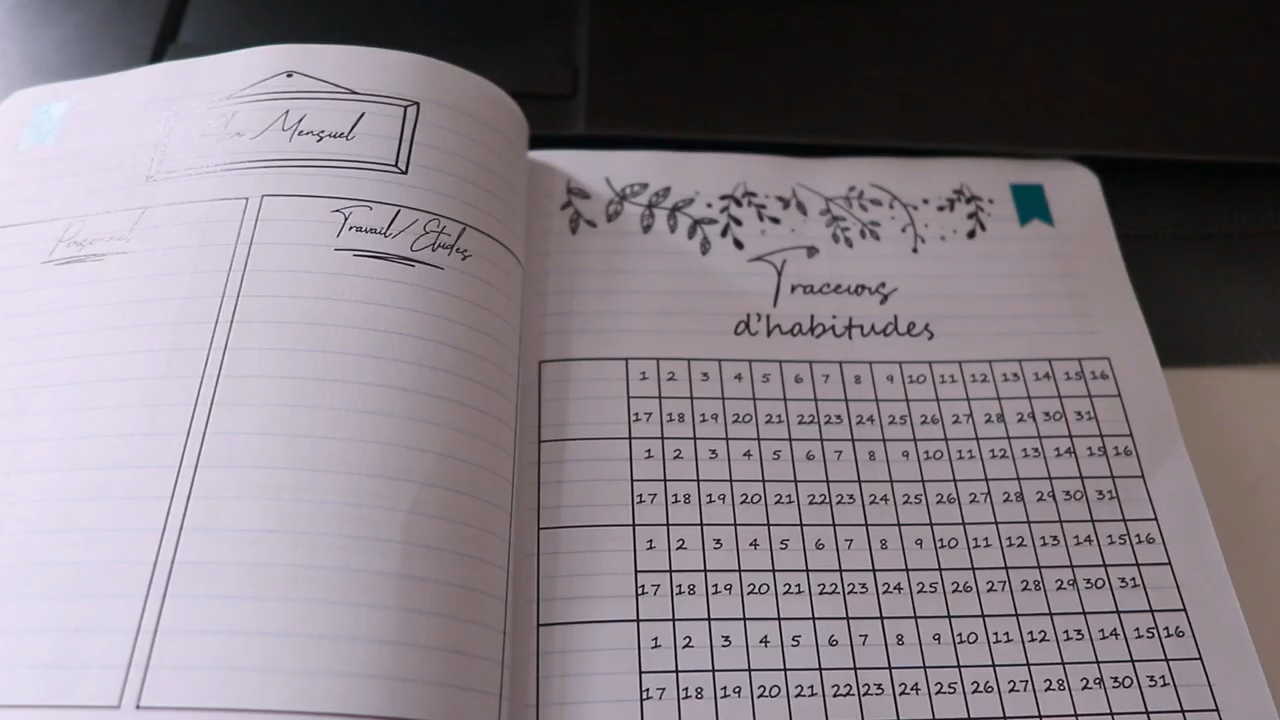 Plan Mensuel
Personnel
Travail/Etudes
Traceurs
d'habitudes
1 2 3 4 5 6 7 8 9 10 11 12 13 14 15 16
17 18 19 20 21 22 23 24 25 26 27 28 29 30 31
1 2 3 4 5 6 7 8 9 10 11 12 13 14 15 16
17 18 19 20 21 22 23 24 25 26 27 28 29 30 31
1 2 3 4 5 6 7 8 9 10 11 12 13 14 15 16
17 18 19 20 21 22 23 24 25 26 27 28 29 30 31
1 2 3 4 5 6 7 8 9 10 11 12 13 14 15 16
17 18 19 20 21 22 23 24 25 26 27 28 29 30 31